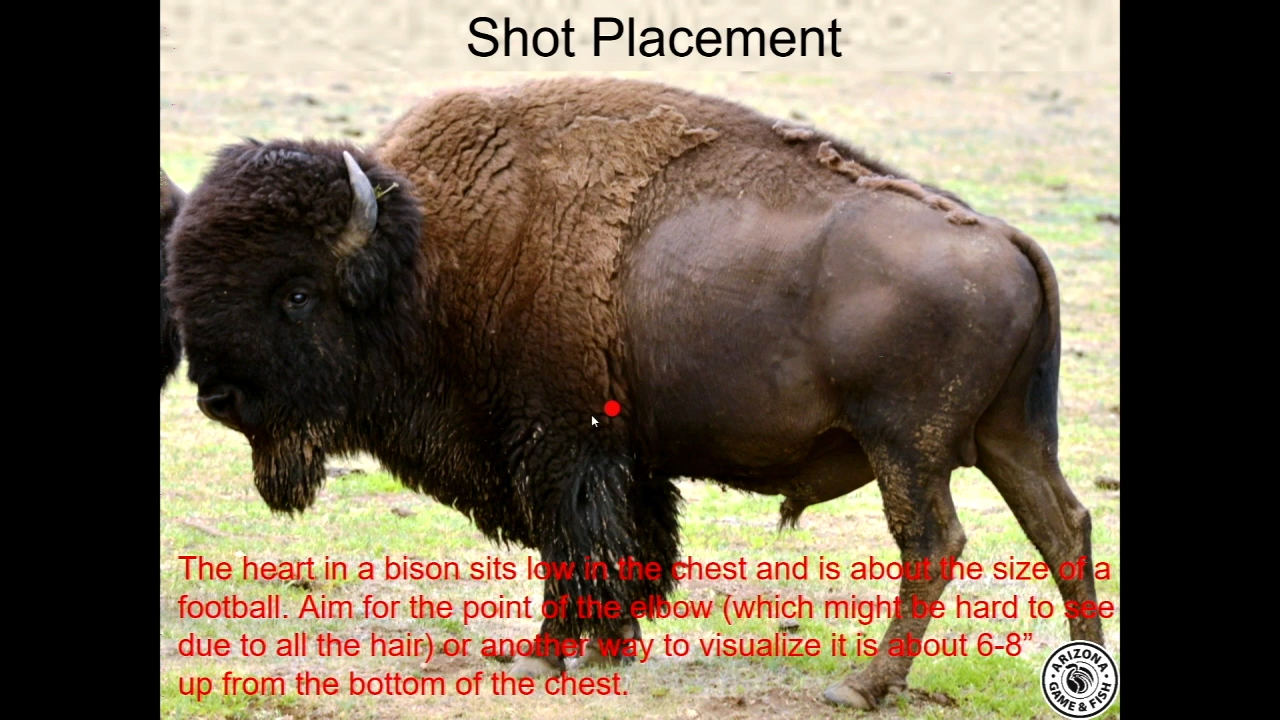 Shot Placement
The heart in a bison sits low in the chest and is about the size of a
football. Aim for the point of the elbow (which might be hard to see
due to all the hair) or another way to visualize it is about 6-8”
up from the bottom of the chest.
ARIZONA
GAME & FISH